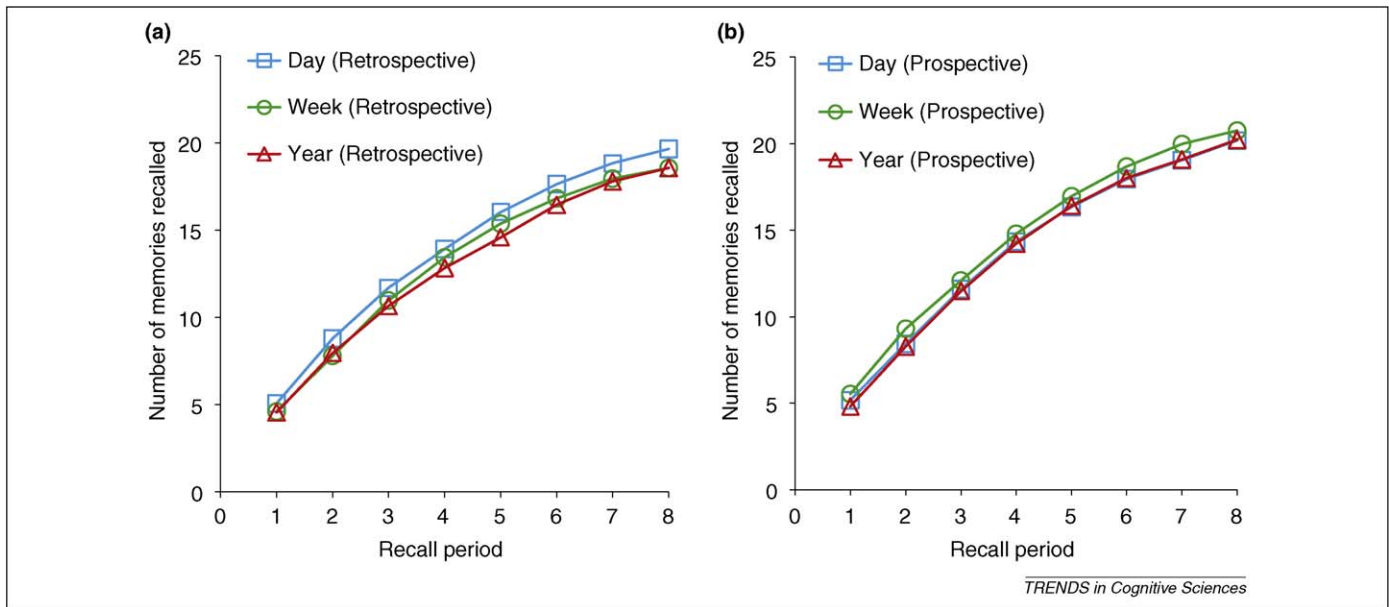 (a)
25
20
15
10
5
0
Number of memories recalled
Day (Retrospective)
Week (Retrospective)
Year (Retrospective)
0 1 2 3 4 5 6 7 8
Recall period
(b)
25
20
15
10
5
0
Number of memories recalled
Day (Prospective)
Week (Prospective)
Year (Prospective)
0 1 2 3 4 5 6 7 8
Recall period
TRENDS in Cognitive Sciences